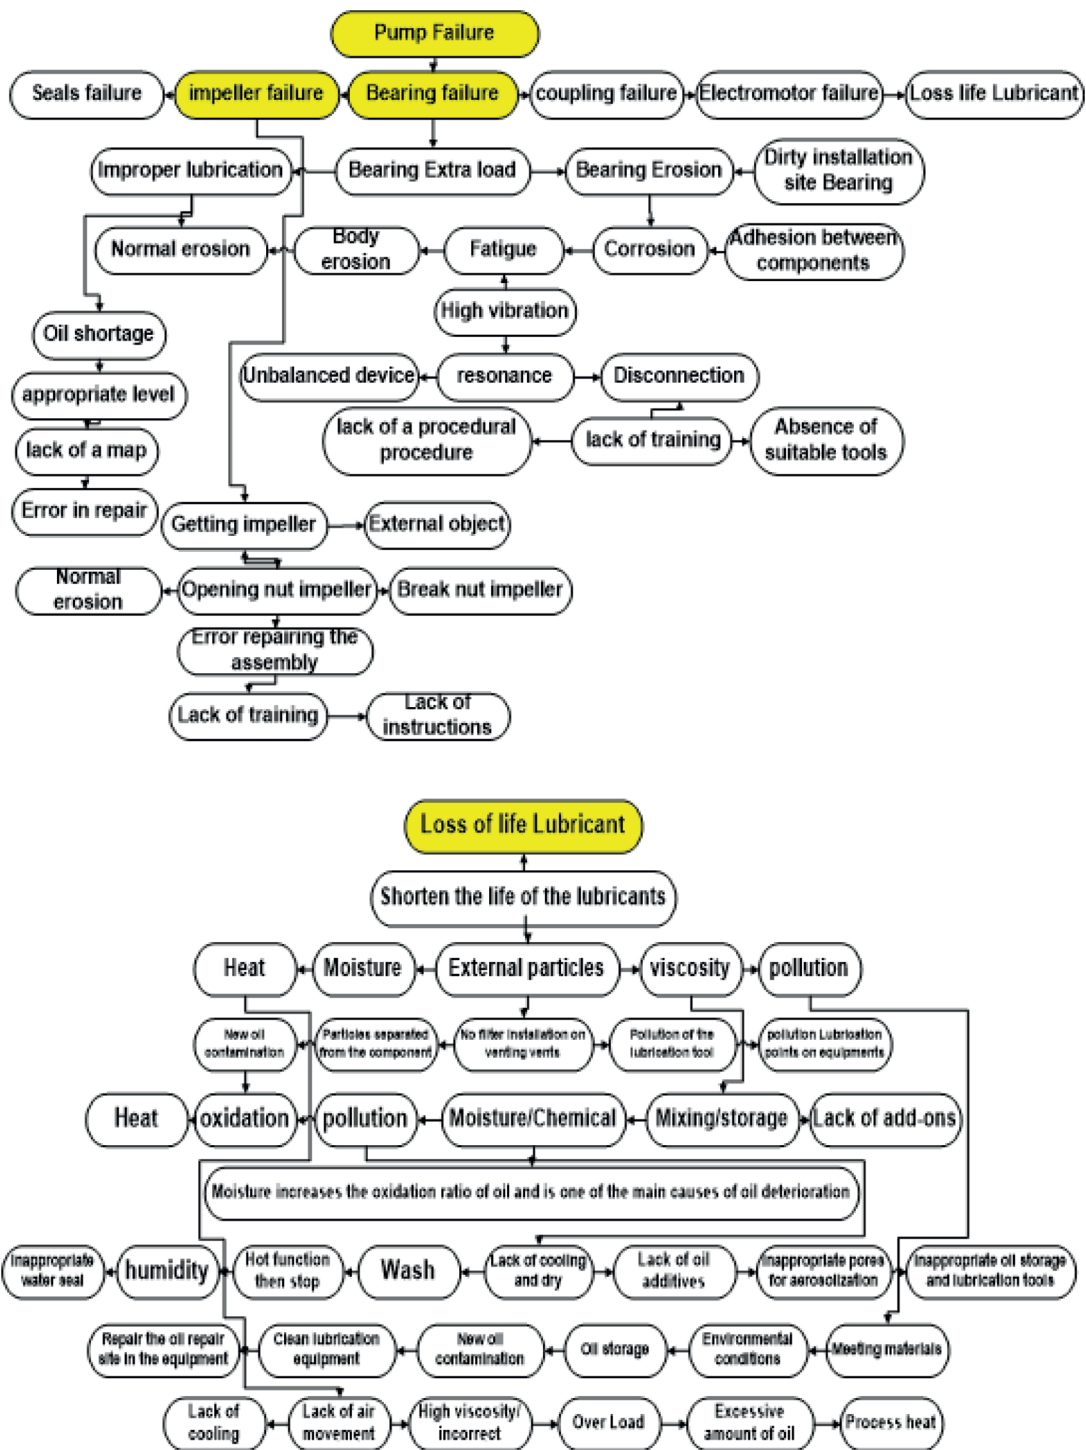 Pump Failure
Seals failure
impeller failure
Bearing failure
coupling failure
Electromotor failure
Loss life Lubricant
Improper lubrication
Bearing Extra load
Bearing Erosion
Dirty installation
site Bearing
Normal erosion
Body
erosion
Fatigue
Corrosion
Adhesion between
components
High vibration
Oil shortage
Unbalanced device
resonance
Disconnection
appropriate level
lack of a procedural
procedure
lack of training
Absence of
suitable tools
lack of a map
Error in repair
Getting impeller
External object
Normal
erosion
Opening nut impeller
Break nut impeller
Error repairing the
assembly
Lack of training
Lack of
instructions
Loss of life Lubricant
Shorten the life of the lubricants
Heat
Moisture
External particles
viscosity
pollution
New oil
contamination
Particles separated
from the component
No filter installation on
venting vents
Pollution of the
lubrication tool
pollution Lubrication
points on equipments
Heat
oxidation
pollution
Moisture/Chemical
Mixing/storage
Lack of add-ons
Moisture increases the oxidation ratio of oil and is one of the main causes of oil deterioration
Inappropriate
water seal
humidity
Hot function
then stop
Wash
Lack of cooling
and dry
Lack of oil
additives
Inappropriate pores
for aerosolization
Inappropriate oil storage
and lubrication tools
Repair the oil repair
site in the equipment
Clean lubrication
equipment
New oil
contamination
Oil storage
Environmental
conditions
Meeting materials
Lack of
cooling
Lack of air
movement
High viscosity/
incorrect
Over Load
Excessive
amount of oil
Process heat